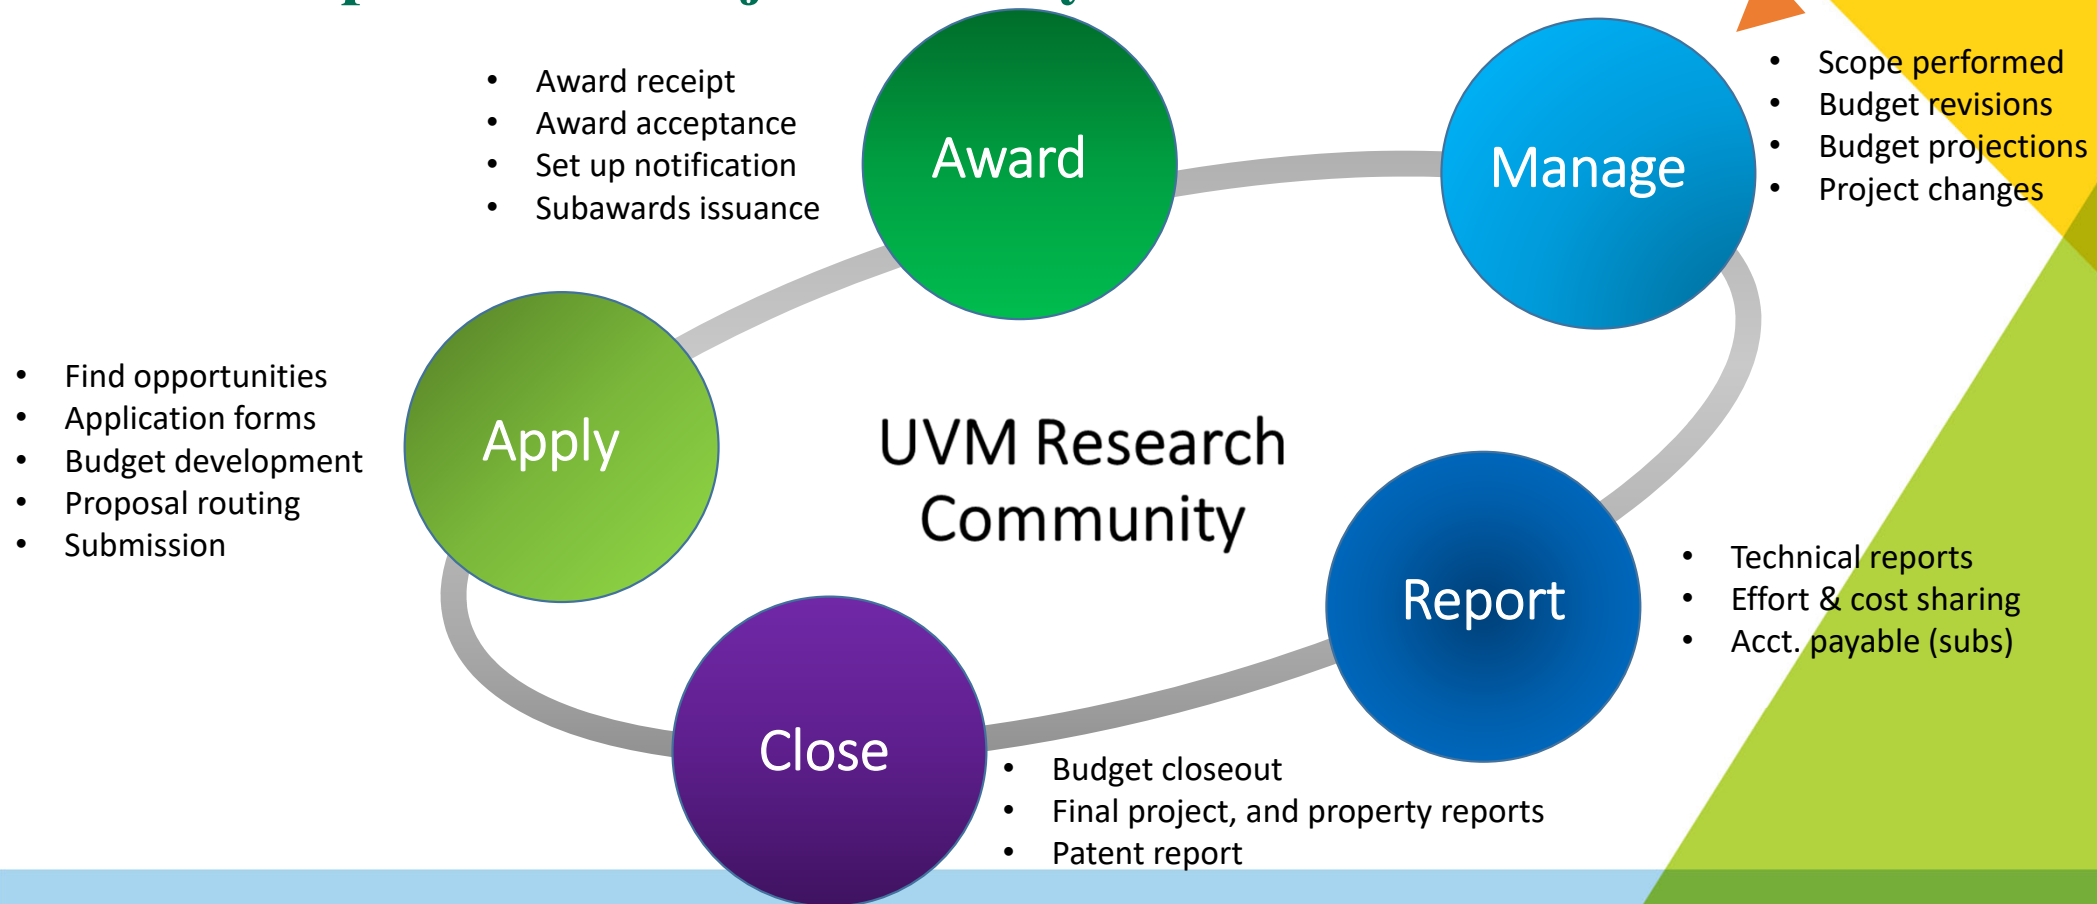 • Award receipt
• Award acceptance
• Set up notification
• Subawards issuance
Award
Manage
• Scope performed
• Budget revisions
• Budget projections
• Project changes
• Find opportunities
• Application forms
• Budget development
• Proposal routing
• Submission
Apply
UVM Research
Community
Report
• Technical reports
• Effort & cost sharing
• Acct. payable (subs)
Close
• Budget closeout
• Final project, and property reports
• Patent report